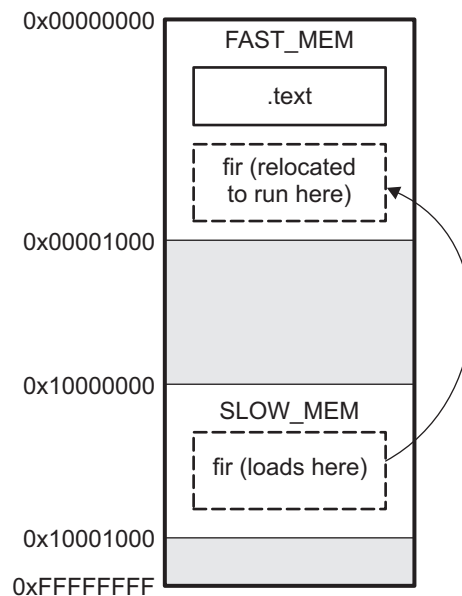 0x00000000
FAST_MEM
.text
fir (relocated
to run here)
0x00001000
0x10000000
SLOW_MEM
fir (loads here)
0x10001000
0xFFFFFFFF